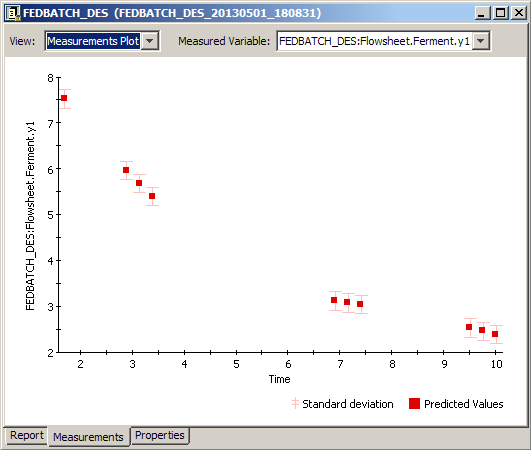 FEDBATCH_DES (FEDBATCH_DES_20130501_180831)
View: Measurements Plot Measured Variable: FEDBATCH_DES:Flowsheet.Ferment.y1
FEDBATCH_DES:Flowsheet.Ferment.y1
8
7
6
5
4
3
2
2 3 4 5 6 7 8 9 10
Time
Standard deviation Predicted Values
Report Measurements Properties